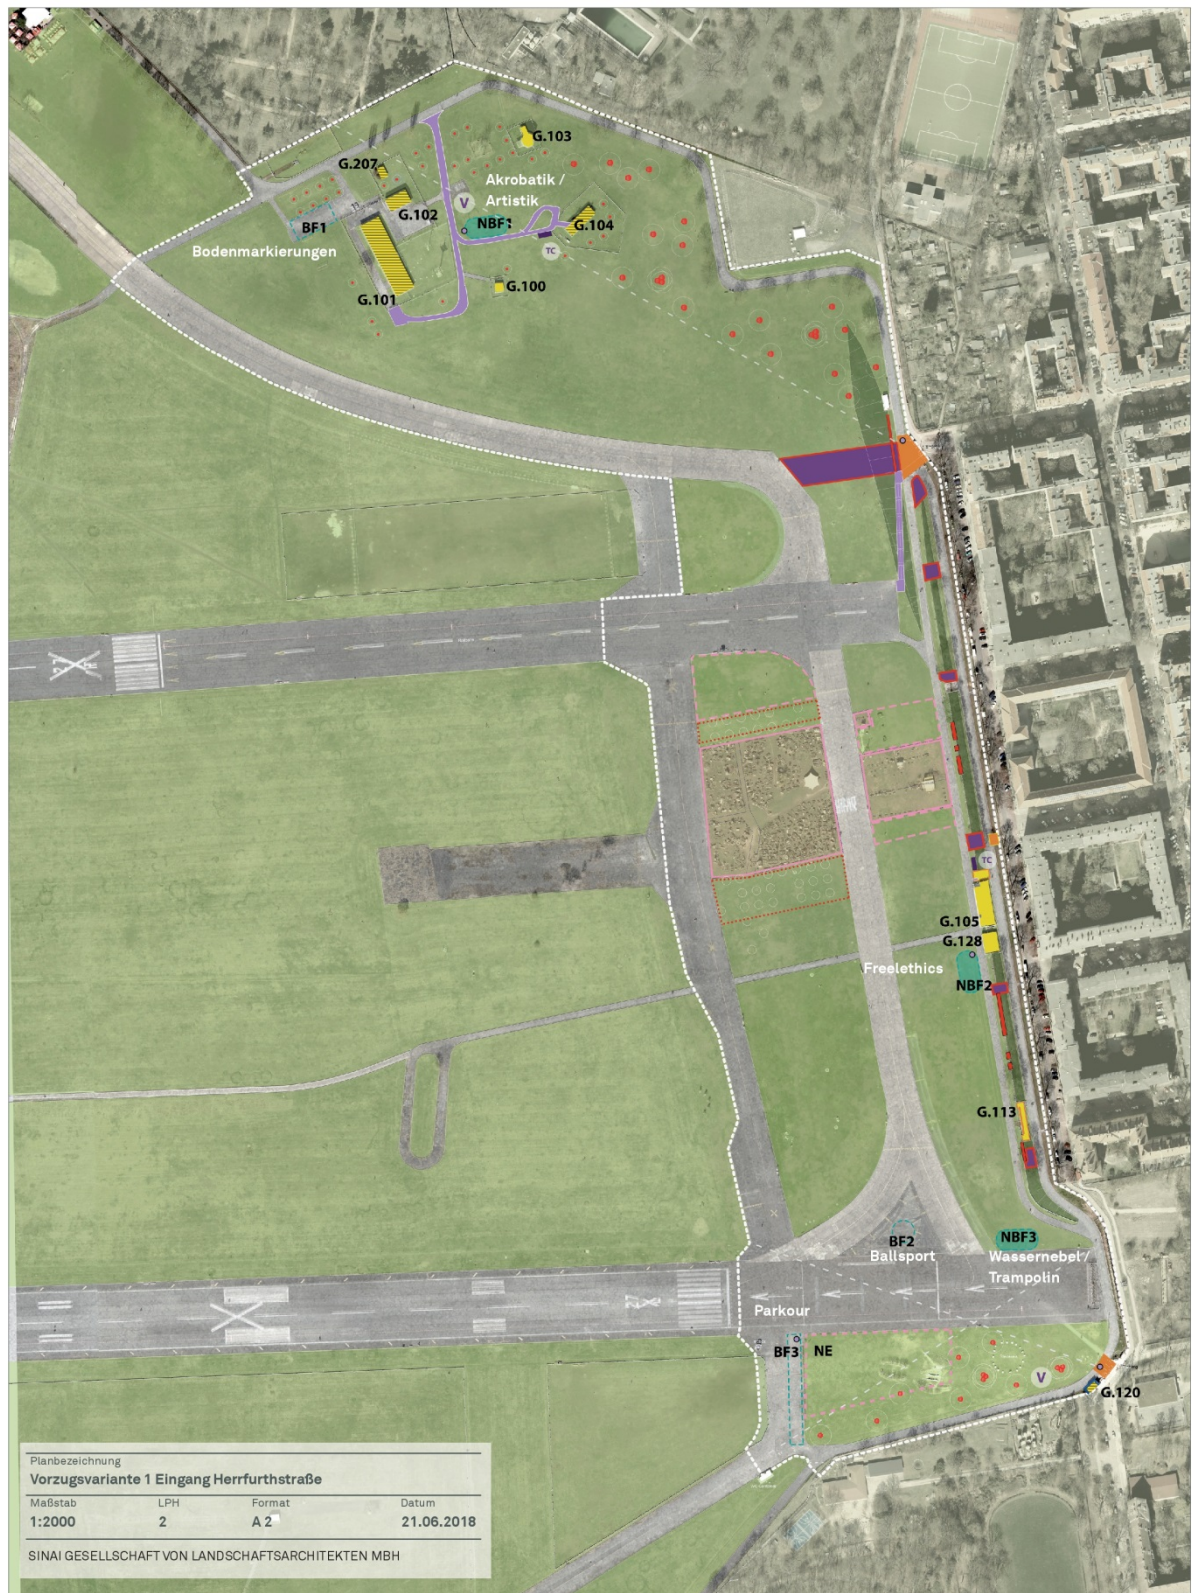 G.103
G.207
Akrobatik /
Artistik
V
G.102
NBF1
G.104
BF1
TC
Bodenmarkierungen
G.100
G.101
TC
G.105
G.128
Freelethics
NBF2
G.113
BF2
NBF3
Ballsport
Wassernebel/
Trampolin
Parkour
BF3
NE
V
G.120
Planbezeichnung
Vorzugsvariante 1 Eingang Herrfurthstraße
Maßstab LPH Format Datum
1:2000 2 A 2 21.06.2018
SINAI GESELLSCHAFT VON LANDSCHAFTSARCHITEKTEN MBH